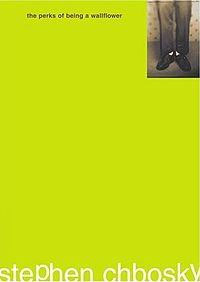 the perks of being a wallflower
stephen chbosky